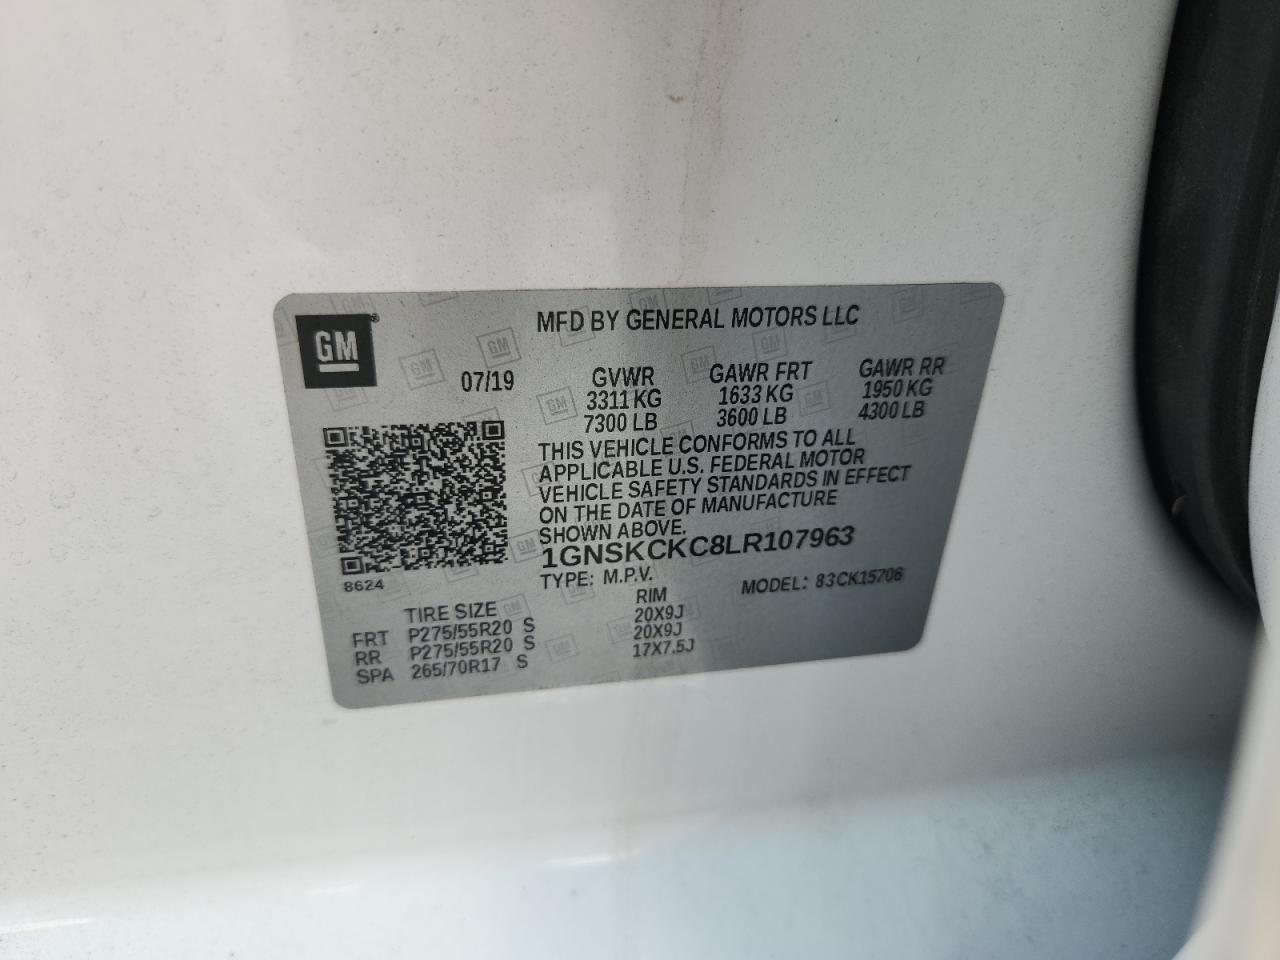 MFD BY GENERAL MOTORS LLC
GM®
07/19
GVWR GAWR FRT GAWR RR
3311 KG 1633 KG 1950 KG
7300 LB 3600 LB 4300 LB
THIS VEHICLE CONFORMS TO ALL
APPLICABLE U.S. FEDERAL MOTOR
VEHICLE SAFETY STANDARDS IN EFFECT
ON THE DATE OF MANUFACTURE
SHOWN ABOVE.
1GNSKCKC8LR107963
8624
TYPE: M.P.V. MODEL: 83CK15706
TIRE SIZE RIM
FRT P275/55R20 S 20X9J
RR P275/55R20 S 20X9J
SPA 265/70R17 S 17X7.5J